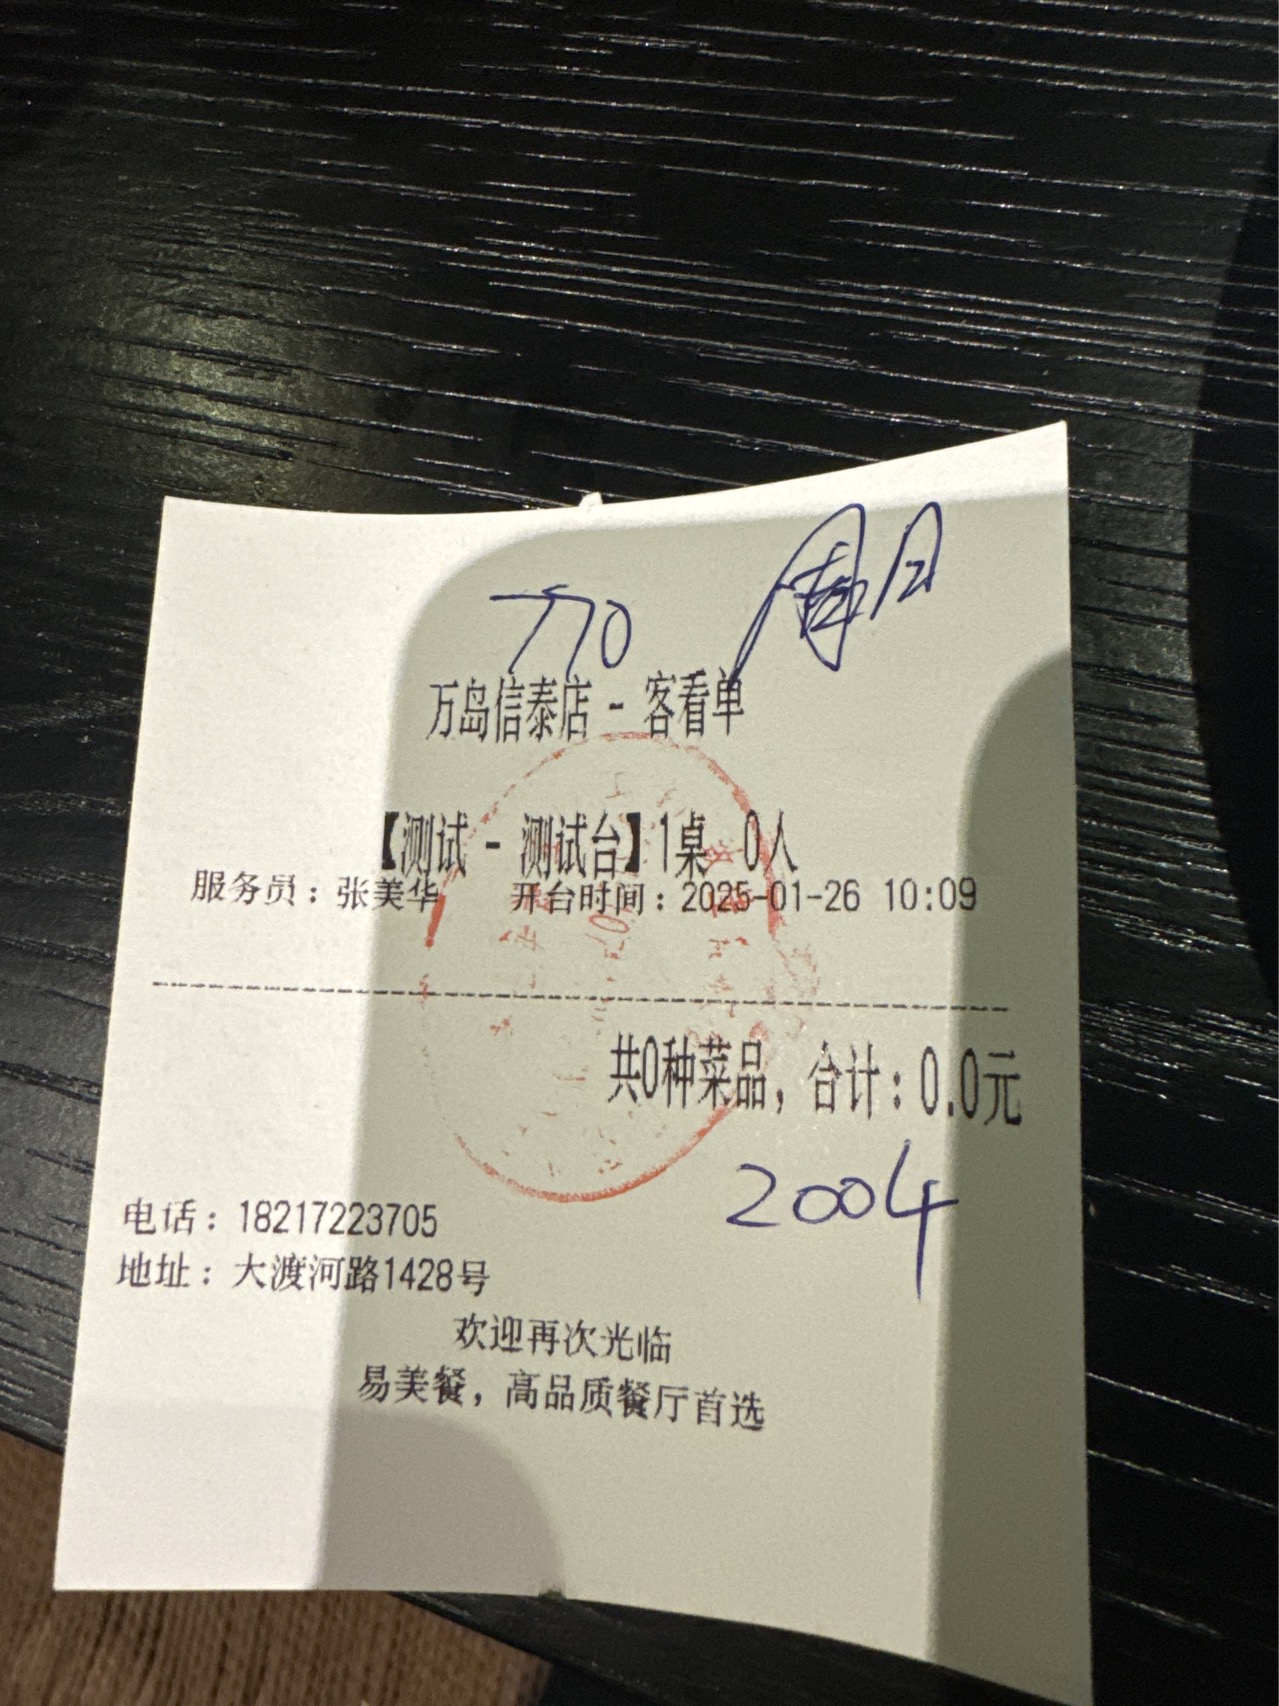 770
万岛信泰店 - 客看单
【测试 - 测试台】1桌 0人
服务员：张美华 开台时间：2025-01-26 10:09
共0种菜品，合计：0.0元
2004
电话：18217223705
地址：大渡河路1428号
欢迎再次光临
易美餐，高品质餐厅首选